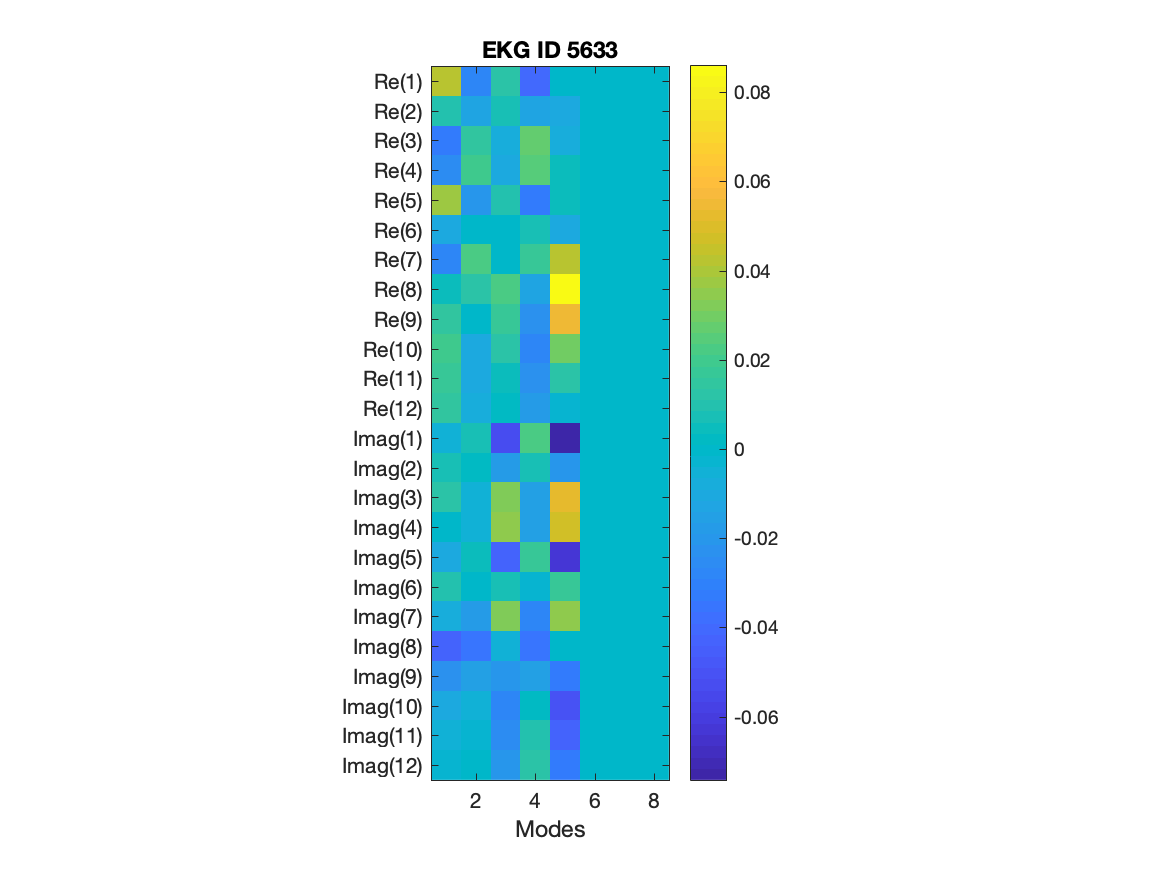 EKG ID 5633
Re(1)
Re(2)
Re(3)
Re(4)
Re(5)
Re(6)
Re(7)
Re(8)
Re(9)
Re(10)
Re(11)
Re(12)
Imag(1)
Imag(2)
Imag(3)
Imag(4)
Imag(5)
Imag(6)
Imag(7)
Imag(8)
Imag(9)
Imag(10)
Imag(11)
Imag(12)
2 4 6 8
Modes
0.08
0.06
0.04
0.02
0
-0.02
-0.04
-0.06